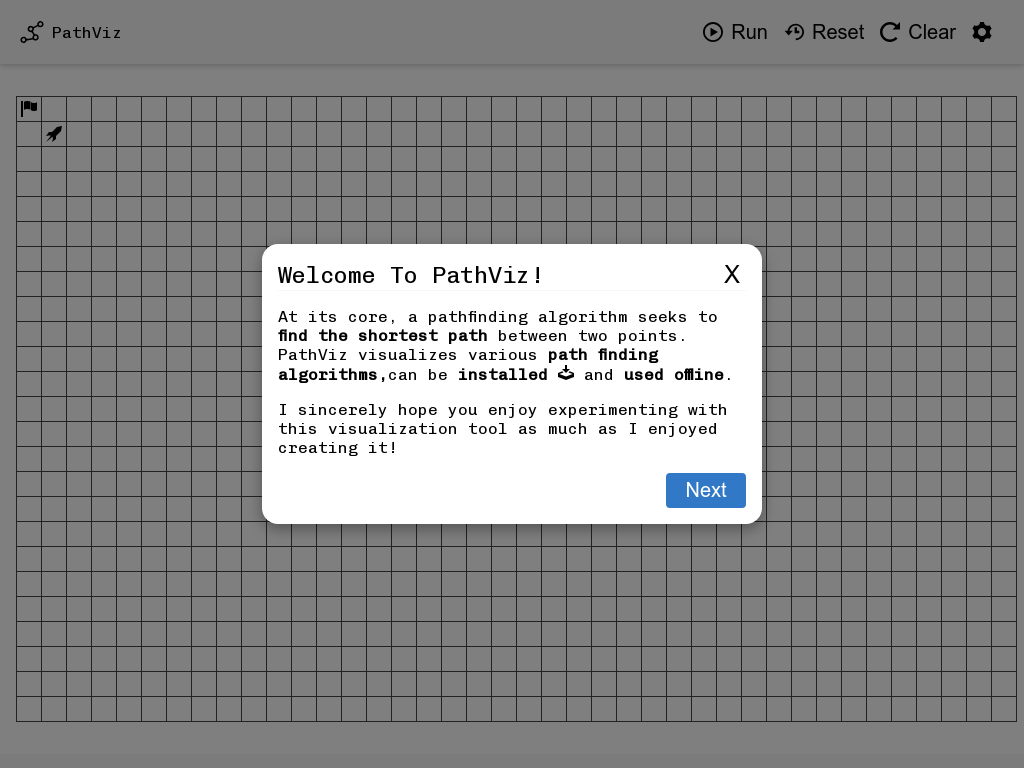 PathViz
Run
Reset
Clear
Welcome To PathViz!
X
At its core, a pathfinding algorithm seeks to
find the shortest path between two points.
PathViz visualizes various path finding
algorithms,can be installed and used offline.
I sincerely hope you enjoy experimenting with
this visualization tool as much as I enjoyed
creating it!
Next